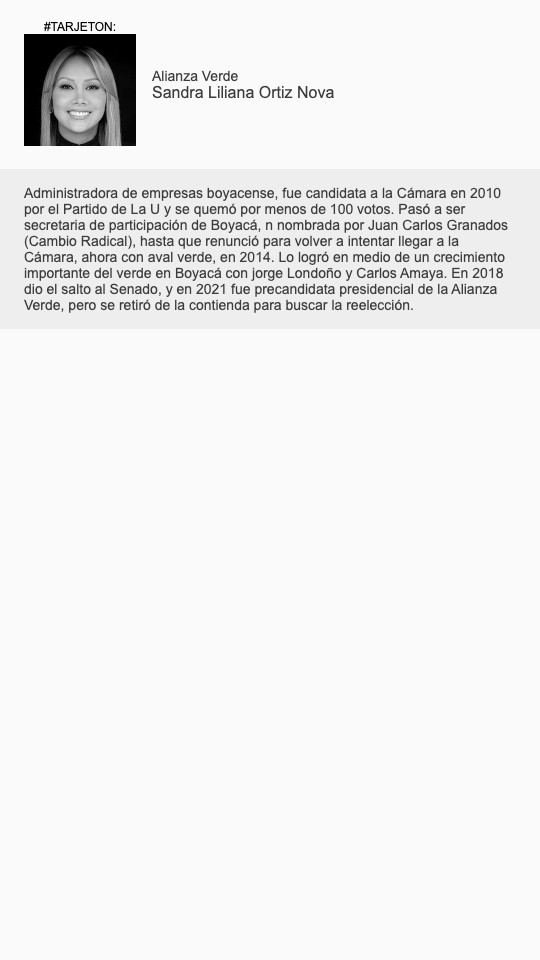 #TARJETON:
Alianza Verde
Sandra Liliana Ortiz Nova
Administradora de empresas boyacense, fue candidata a la Cámara en 2010
por el Partido de La U y se quemó por menos de 100 votos. Pasó a ser
secretaria de participación de Boyacá, n nombrada por Juan Carlos Granados
(Cambio Radical), hasta que renunció para volver a intentar llegar a la
Cámara, ahora con aval verde, en 2014. Lo logró en medio de un crecimiento
importante del verde en Boyacá con jorge Londoño y Carlos Amaya. En 2018
dio el salto al Senado, y en 2021 fue precandidata presidencial de la Alianza
Verde, pero se retiró de la contienda para buscar la reelección.